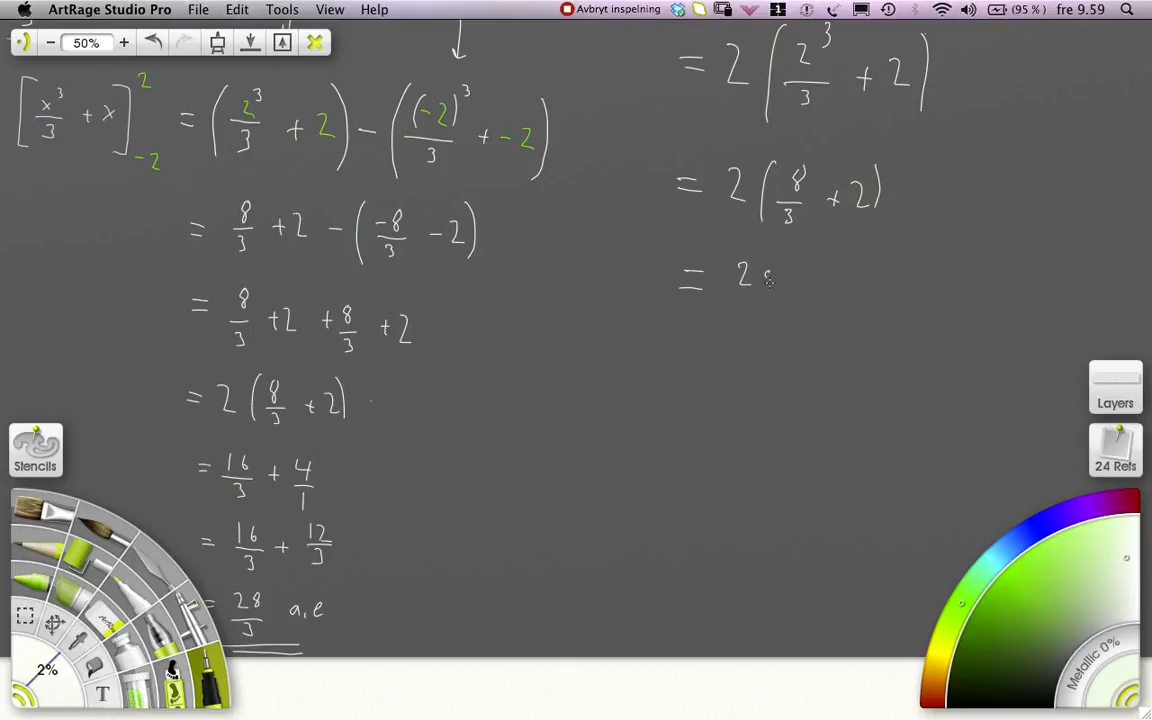 ArtRage Studio Pro File Edit Tools View Help Avbryt inspelning (95 %) fre 9.59
50%
[x³/3 + x]²₋₂ = (2³/3 + 2) - ((-2)³/3 + -2)
= 8/3 + 2 - (-8/3 - 2)
= 8/3 + 2 + 8/3 + 2
= 2(8/3 + 2)
= 16/3 + 4/1
= 16/3 + 12/3
= 28/3 a.e
= 2(2³/3 + 2)
= 2(8/3 + 2)
= 2
Layers
24 Refs
Stencils
2%
T
Metallic 0%